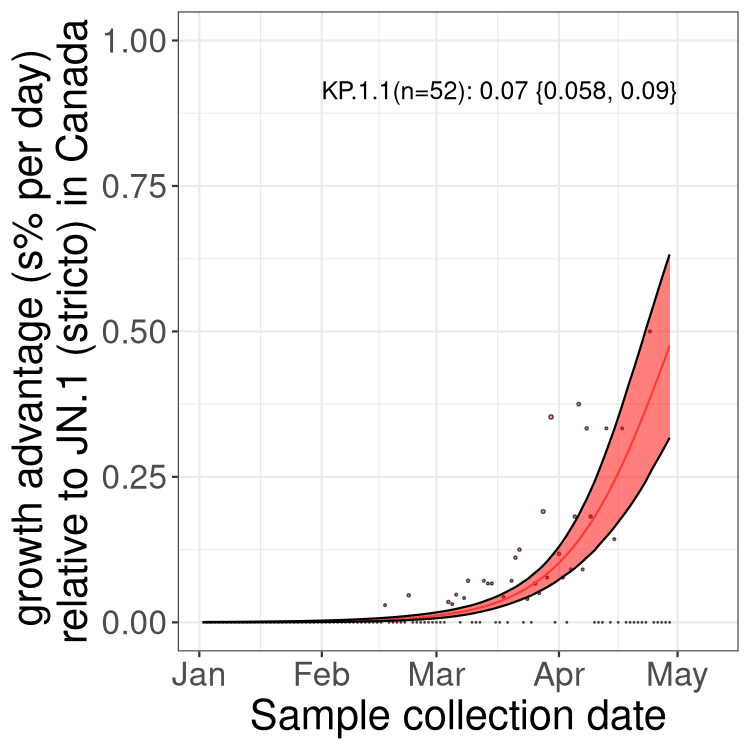 KP.1.1(n=52): 0.07 {0.058, 0.09}
growth advantage (s% per day)
relative to JN.1 (stricto) in Canada
1.00
0.75
0.50
0.25
0.00
Jan Feb Mar Apr May
Sample collection date